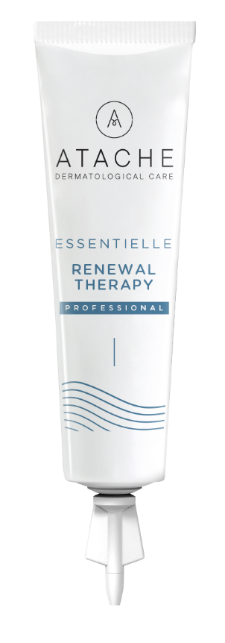 ATACHE
DERMATOLOGICAL CARE
ESSENTIELLE
RENEWAL
THERAPY
PROFESSIONAL